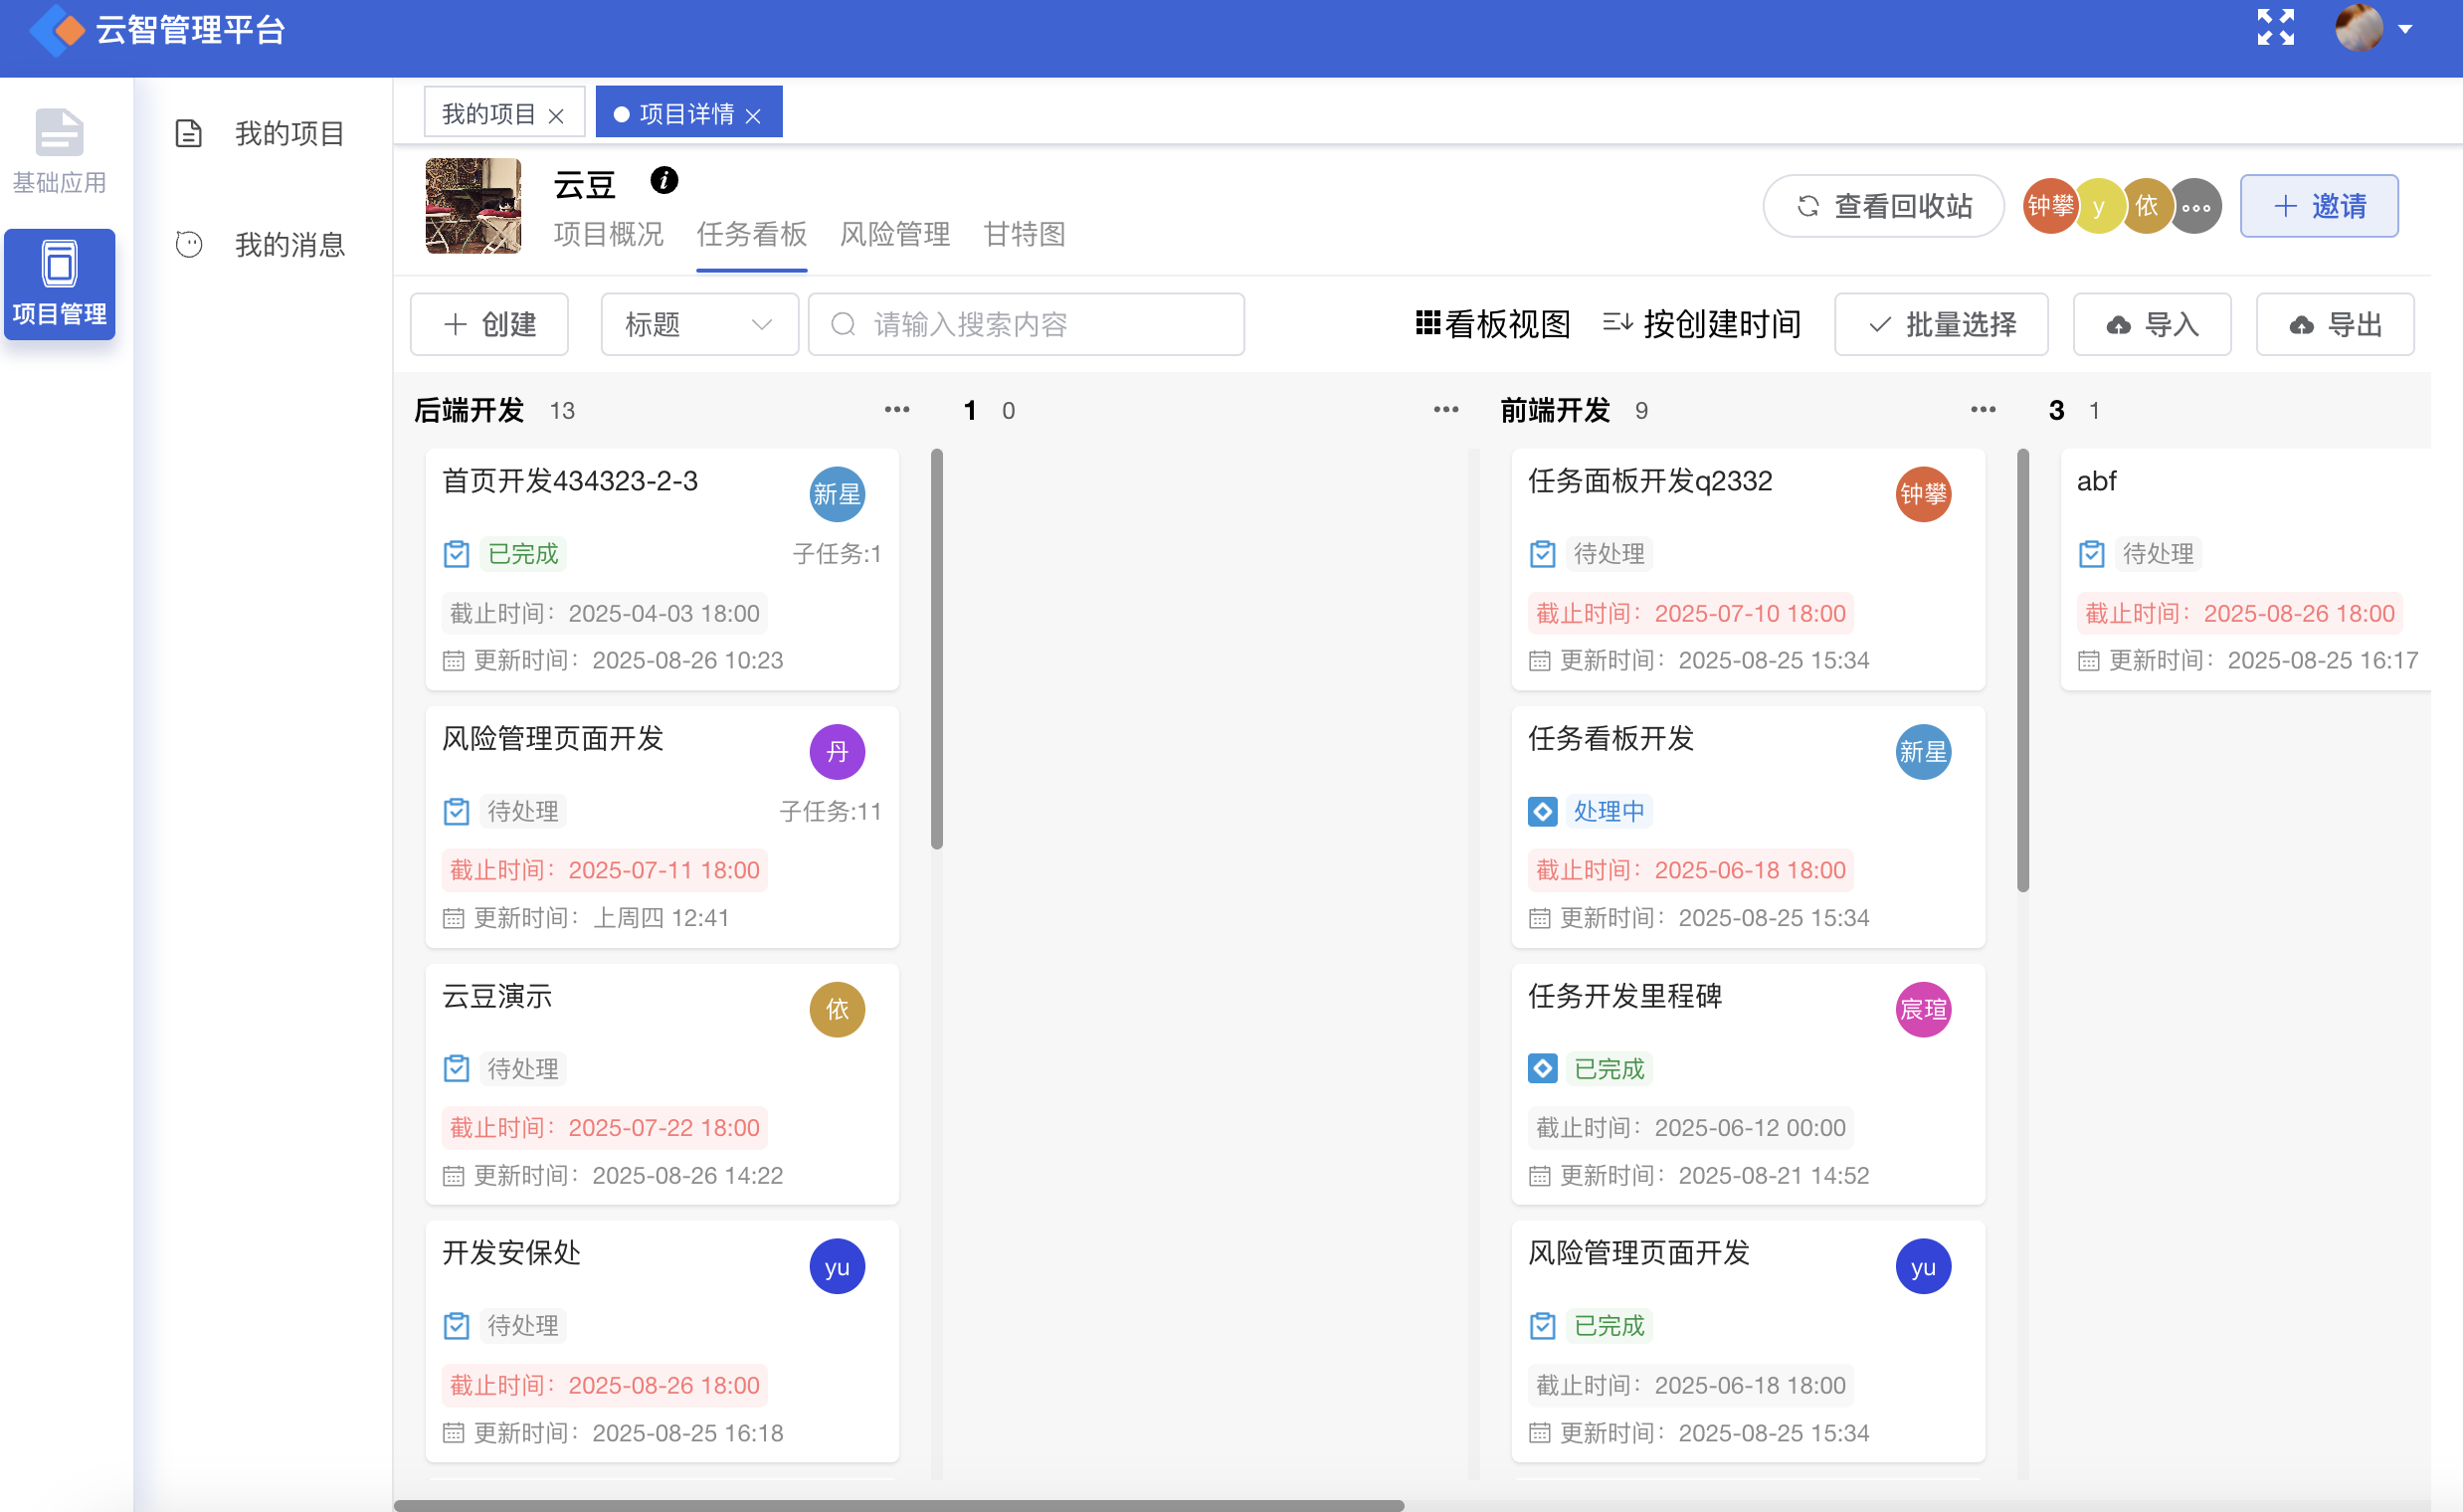 云智管理平台
基础应用
项目管理
我的项目
我的消息
我的项目
项目详情
云豆
项目概况 任务看板 风险管理 甘特图
查看回收站 钟攀 y 依 邀请
创建 标题 请输入搜索内容 看板视图 按创建时间 批量选择 导入 导出
后端开发 13
首页开发434323-2-3
新星
已完成 子任务:1
截止时间：2025-04-03 18:00
更新时间：2025-08-26 10:23
风险管理页面开发
丹
待处理 子任务:11
截止时间：2025-07-11 18:00
更新时间：上周四 12:41
云豆演示
依
待处理
截止时间：2025-07-22 18:00
更新时间：2025-08-26 14:22
开发安保处
yu
待处理
截止时间：2025-08-26 18:00
更新时间：2025-08-25 16:18
1 0
前端开发 9
任务面板开发q2332
钟攀
待处理
截止时间：2025-07-10 18:00
更新时间：2025-08-25 15:34
任务看板开发
新星
处理中
截止时间：2025-06-18 18:00
更新时间：2025-08-25 15:34
任务开发里程碑
宸瑄
已完成
截止时间：2025-06-12 00:00
更新时间：2025-08-21 14:52
风险管理页面开发
yu
已完成
截止时间：2025-06-18 18:00
更新时间：2025-08-25 15:34
3 1
abf
待处理
截止时间：2025-08-26 18:00
更新时间：2025-08-25 16:17